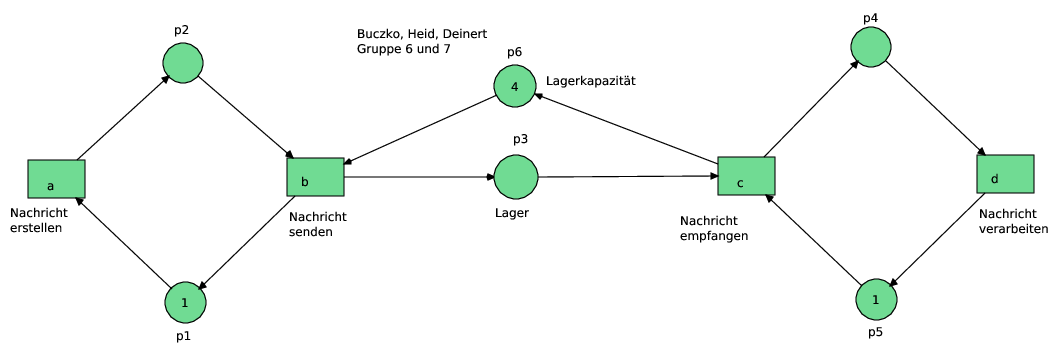 p2
Buczko, Heid, Deinert
Gruppe 6 und 7
p4
p6
4
Lagerkapazität
p3
a
b
c
d
Nachricht
erstellen
Nachricht
senden
Lager
Nachricht
empfangen
Nachricht
verarbeiten
1
p1
1
p5